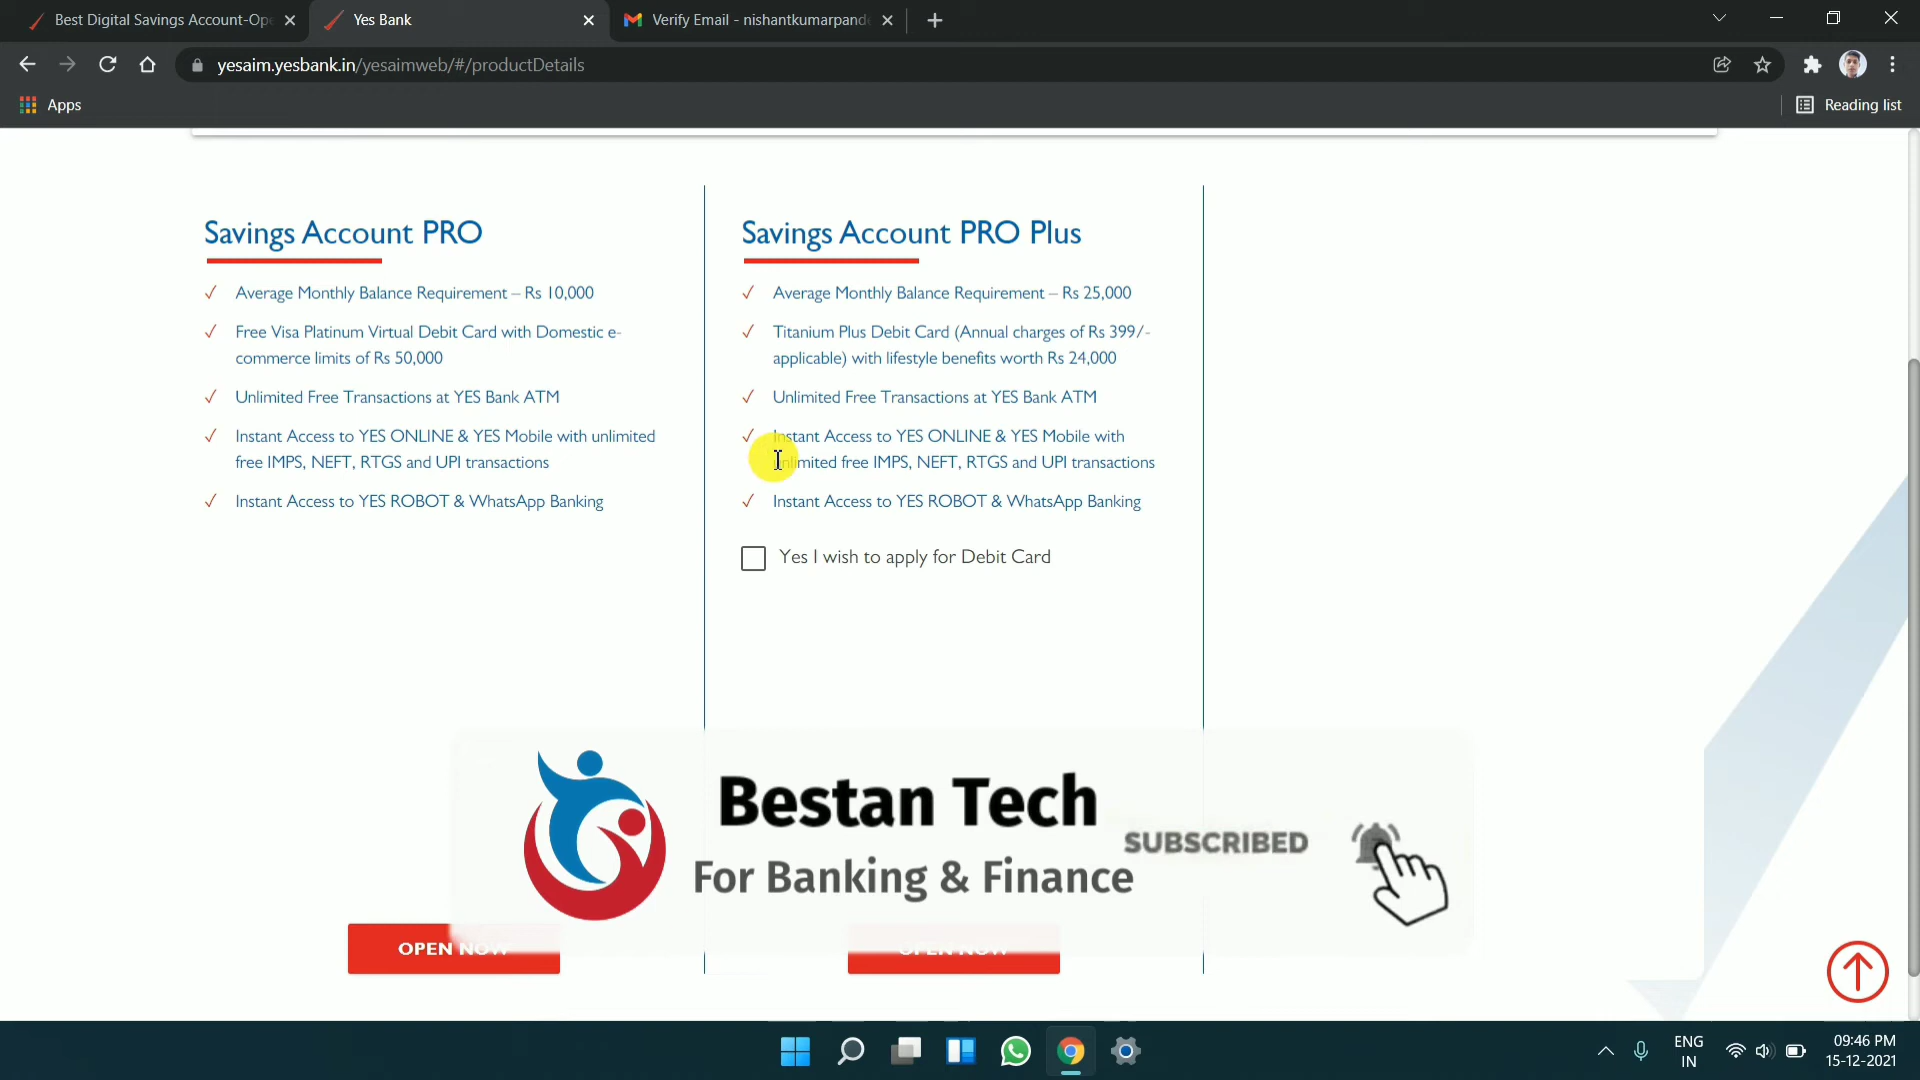 Best Digital Savings Account-Ope
Yes Bank
Verify Email - nishantkumarpande
yesaim.yesbank.in/yesaimweb/#/productDetails
Apps
Reading list
Savings Account PRO
✓ Average Monthly Balance Requirement – Rs 10,000
✓ Free Visa Platinum Virtual Debit Card with Domestic e-
commerce limits of Rs 50,000
✓ Unlimited Free Transactions at YES Bank ATM
✓ Instant Access to YES ONLINE & YES Mobile with unlimited
free IMPS, NEFT, RTGS and UPI transactions
✓ Instant Access to YES ROBOT & WhatsApp Banking
OPEN NOW
Savings Account PRO Plus
✓ Average Monthly Balance Requirement – Rs 25,000
✓ Titanium Plus Debit Card (Annual charges of Rs 399/-
applicable) with lifestyle benefits worth Rs 24,000
✓ Unlimited Free Transactions at YES Bank ATM
✓ Instant Access to YES ONLINE & YES Mobile with
unlimited free IMPS, NEFT, RTGS and UPI transactions
✓ Instant Access to YES ROBOT & WhatsApp Banking
Yes I wish to apply for Debit Card
OPEN NOW
Bestan Tech
For Banking & Finance
SUBSCRIBED
ENG
IN
09:46 PM
15-12-2021